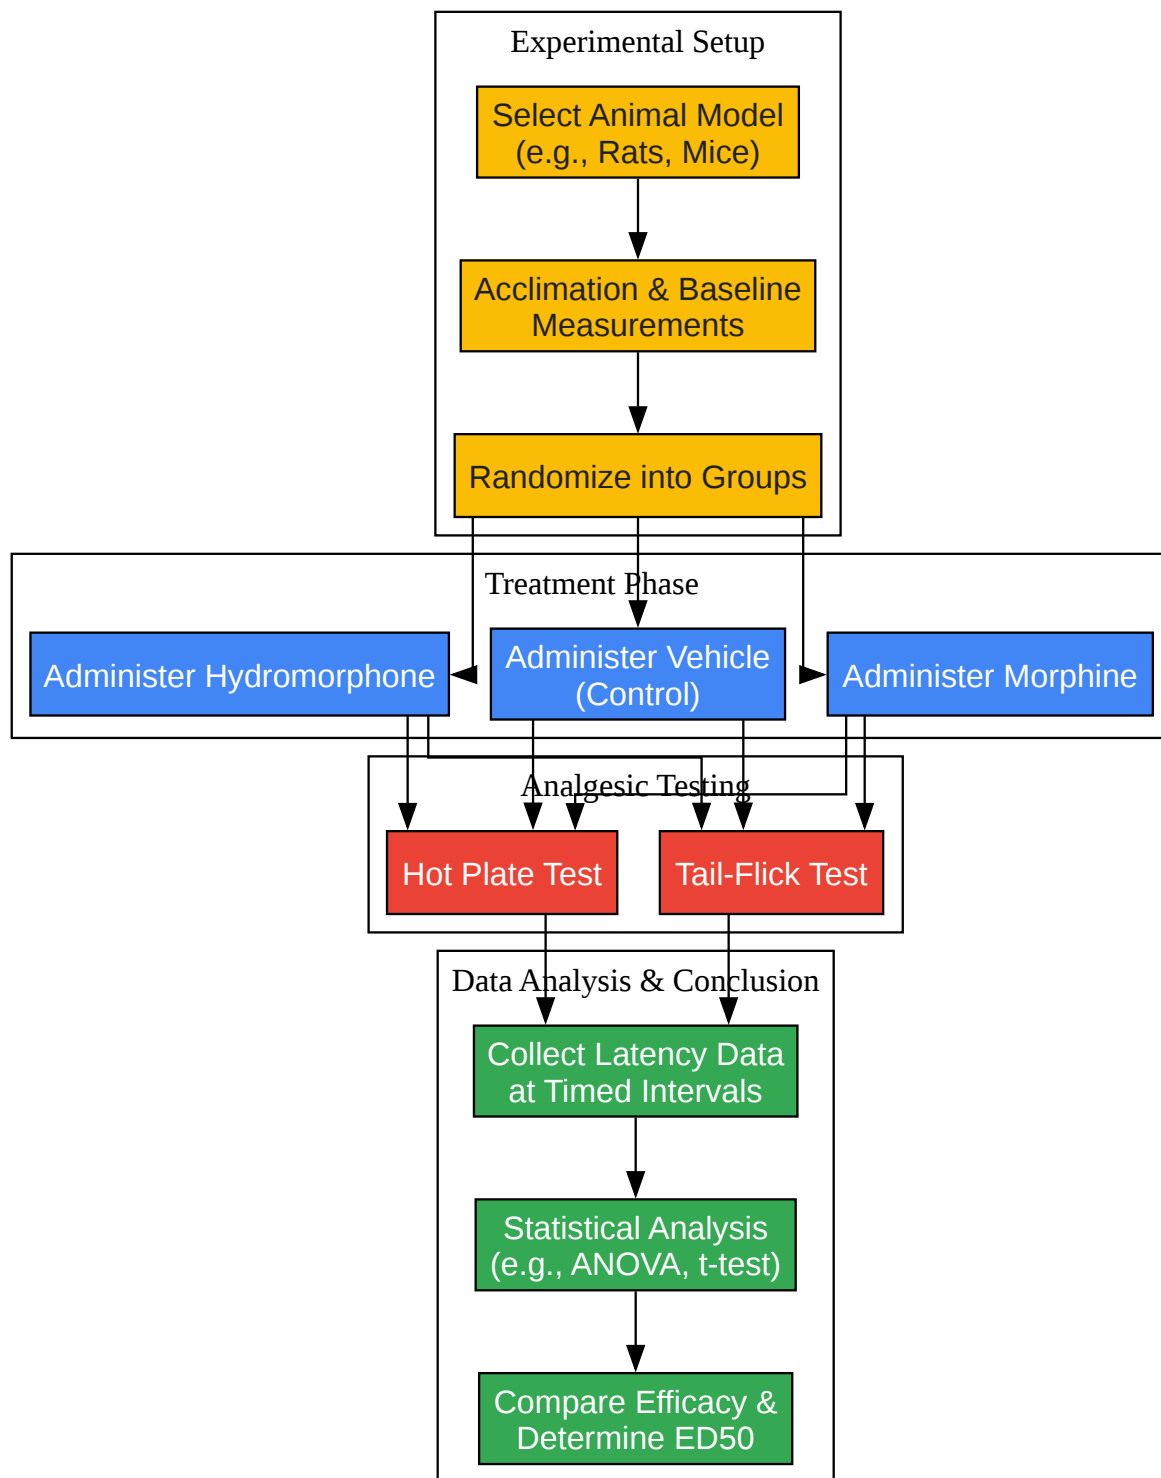 Experimental Setup
Select Animal Model
(e.g., Rats, Mice)
Acclimation & Baseline
Measurements
Randomize into Groups
Treatment Phase
Administer Hydromorphone
Administer Vehicle
(Control)
Administer Morphine
Analgesic Testing
Hot Plate Test
Tail-Flick Test
Data Analysis & Conclusion
Collect Latency Data
at Timed Intervals
Statistical Analysis
(e.g., ANOVA, t-test)
Compare Efficacy &
Determine ED50